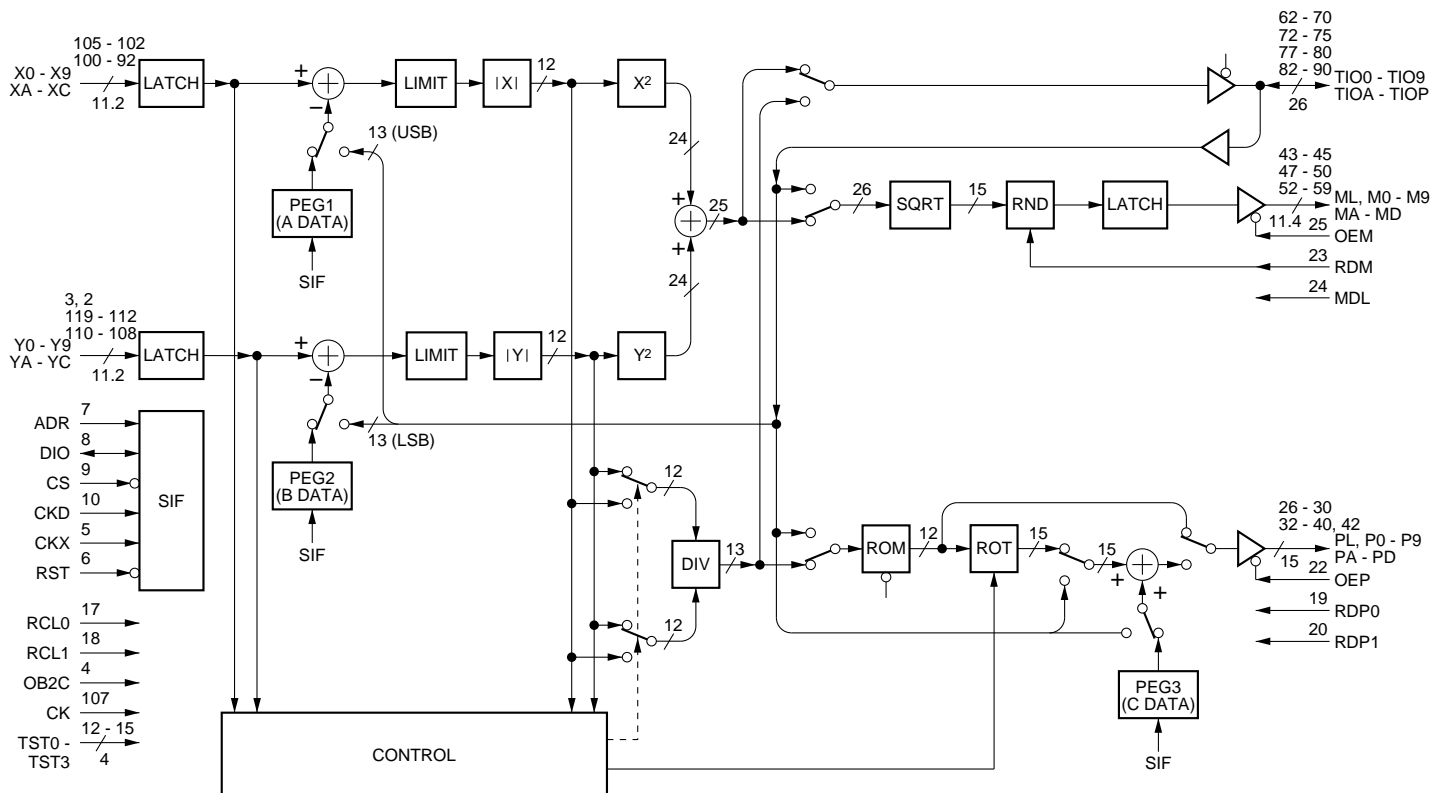 105 - 102
100 - 92
X0 - X9
XA - XC
11.2
LATCH
+
–
LIMIT
|X|
12
X2
24
13 (USB)
PEG1
(A DATA)
SIF
+
+
25
24
62 - 70
72 - 75
77 - 80
82 - 90
TIO0 - TIO9
TIOA - TIOP
26
43 - 45
47 - 50
52 - 59
ML, M0 - M9
MA - MD
11.4
25
OEM
23
RDM
24
MDL
26
SQRT
15
RND
LATCH
3, 2
119 - 112
110 - 108
Y0 - Y9
YA - YC
11.2
LATCH
+
–
LIMIT
|Y|
12
Y2
13 (LSB)
PEG2
(B DATA)
SIF
7
ADR
8
DIO
9
CS
10
CKD
5
CKX
6
RST
SIF
17
RCL0
18
RCL1
4
OB2C
107
CK
12 - 15
TST0 -
TST3
4
12
DIV
13
12
ROM
12
ROT
15
15
+
+
PEG3
(C DATA)
SIF
26 - 30
32 - 40, 42
PL, P0 - P9
PA - PD
15
22
OEP
19
RDP0
20
RDP1
CONTROL